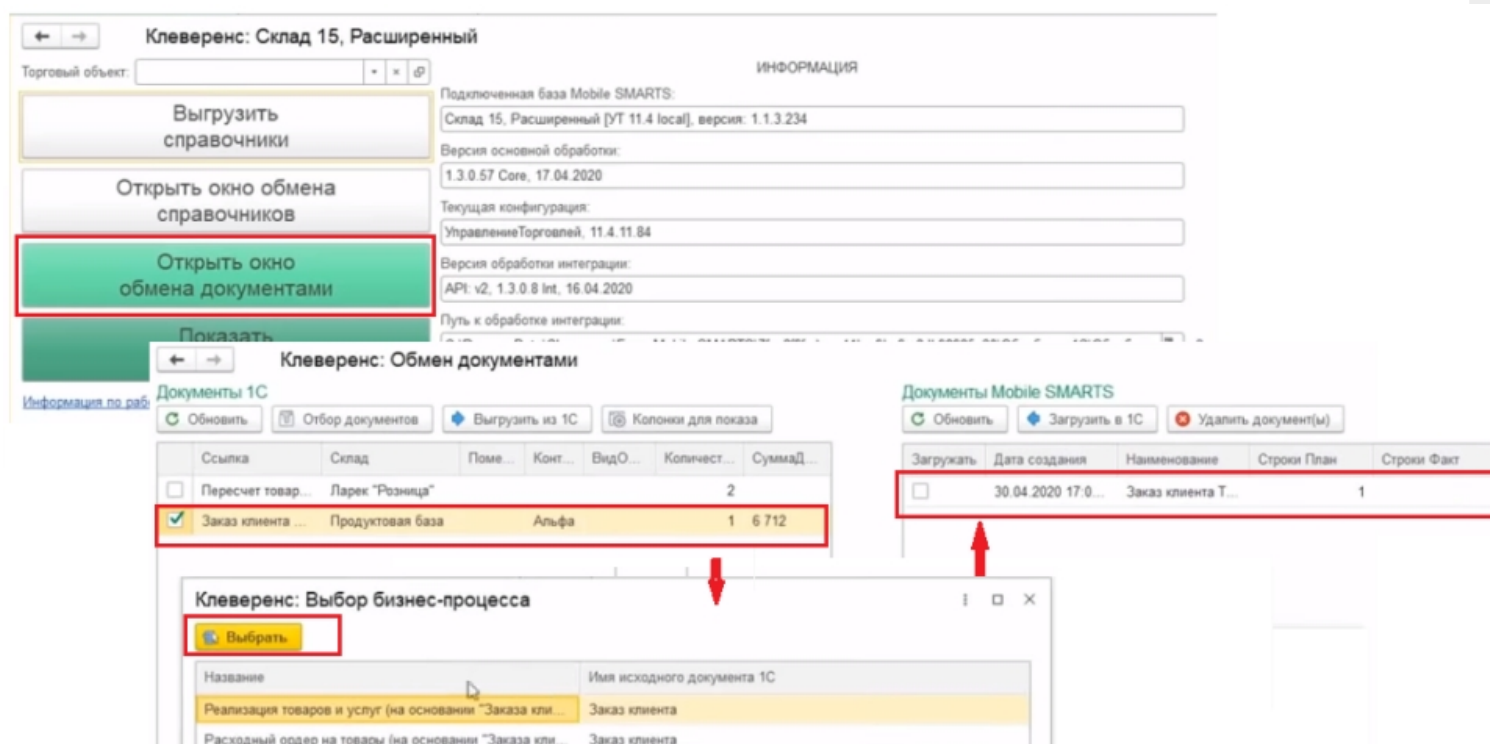 Клеверенс: Склад 15, Расширенный
Торговый объект:
ИНФОРМАЦИЯ
Выгрузить
справочники
Открыть окно обмена
справочников
Открыть окно
обмена документами
Показать
Информация по раб
Подключенная база Mobile SMARTS:
Склад 15, Расширенный [УТ 11.4 local], версия: 1.1.3.234
Версия основной обработки:
1.3.0.57 Core, 17.04.2020
Текущая конфигурация:
УправлениеТорговлей, 11.4.11.84
Версия обработки интеграции:
API: v2, 1.3.0.8 Int, 16.04.2020
Путь к обработке интеграции:
Клеверенс: Обмен документами
Документы 1С
Обновить Отбор документов Выгрузить из 1С Колонки для показа
Ссылка Склад Поме... Конт... ВидО... Количест... СуммаД...
Пересчет товар... Ларек "Розница" 2
Заказ клиента ... Продуктовая база Альфа 1 6 712
Документы Mobile SMARTS
Обновить Загрузить в 1С Удалить документ(ы)
Загружать Дата создания Наименование Строки План Строки Факт
30.04.2020 17:0... Заказ клиента Т... 1
Клеверенс: Выбор бизнес-процесса
Выбрать
Название Имя исходного документа 1С
Реализация товаров и услуг (на основании "Заказа кли... Заказ клиента
Расходный ордер на товары (на основании "Заказа кли... Заказ клиента